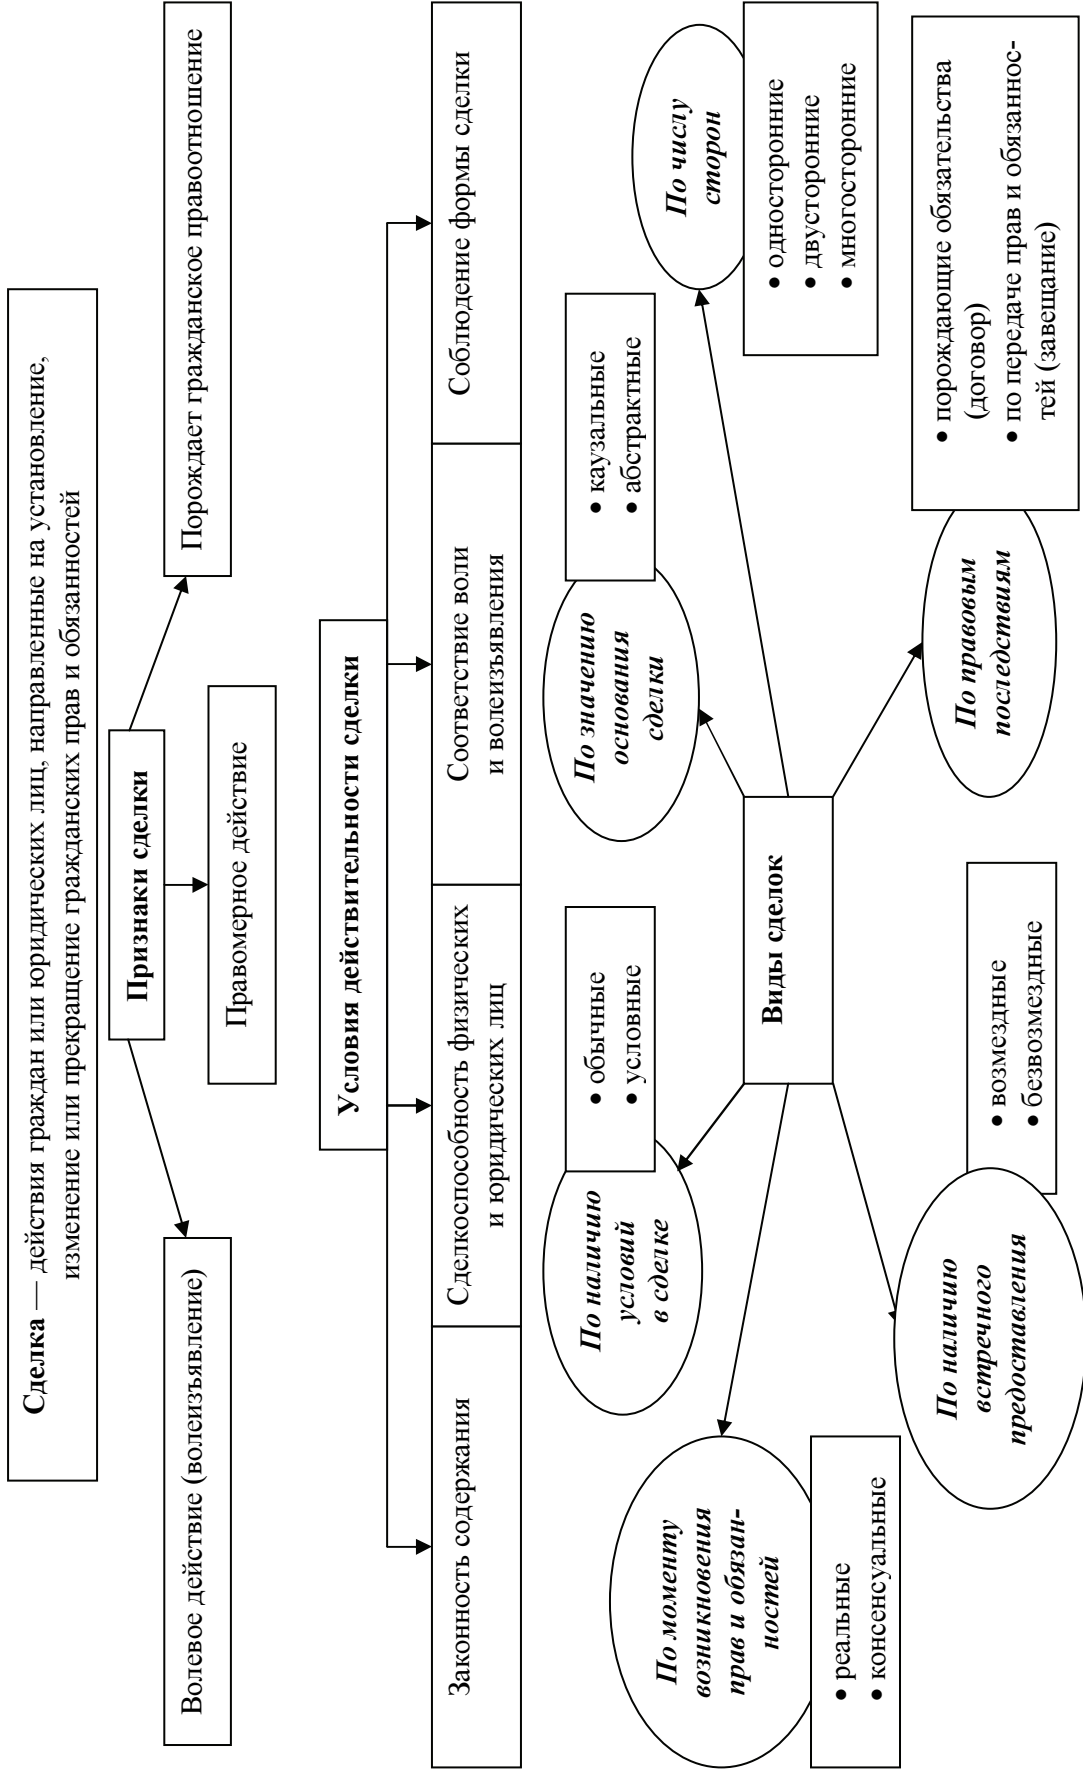 Сделка — действия граждан или юридических лиц, направленные на установление,
изменение или прекращение гражданских прав и обязанностей
Признаки сделки
Волевое действие (волеизъявление)
Правомерное действие
Порождает гражданское правоотношение
Условия действительности сделки
Законность содержания
Сделкоспособность физических
и юридических лиц
Соответствие воли
и волеизъявления
Соблюдение формы сделки
По наличию
условий
в сделке
• обычные
• условные
По значению
основания
сделки
• каузальные
• абстрактные
По моменту
возникновения
прав и обязан-
ностей
• реальные
• консенсуальные
Виды сделок
По числу
сторон
• односторонние
• двусторонние
• многосторонние
По наличию
встречного
предоставления
• возмездные
• безвозмездные
По правовым
последствиям
• порождающие обязательства
(договор)
• по передаче прав и обязаннос-
тей (завещание)